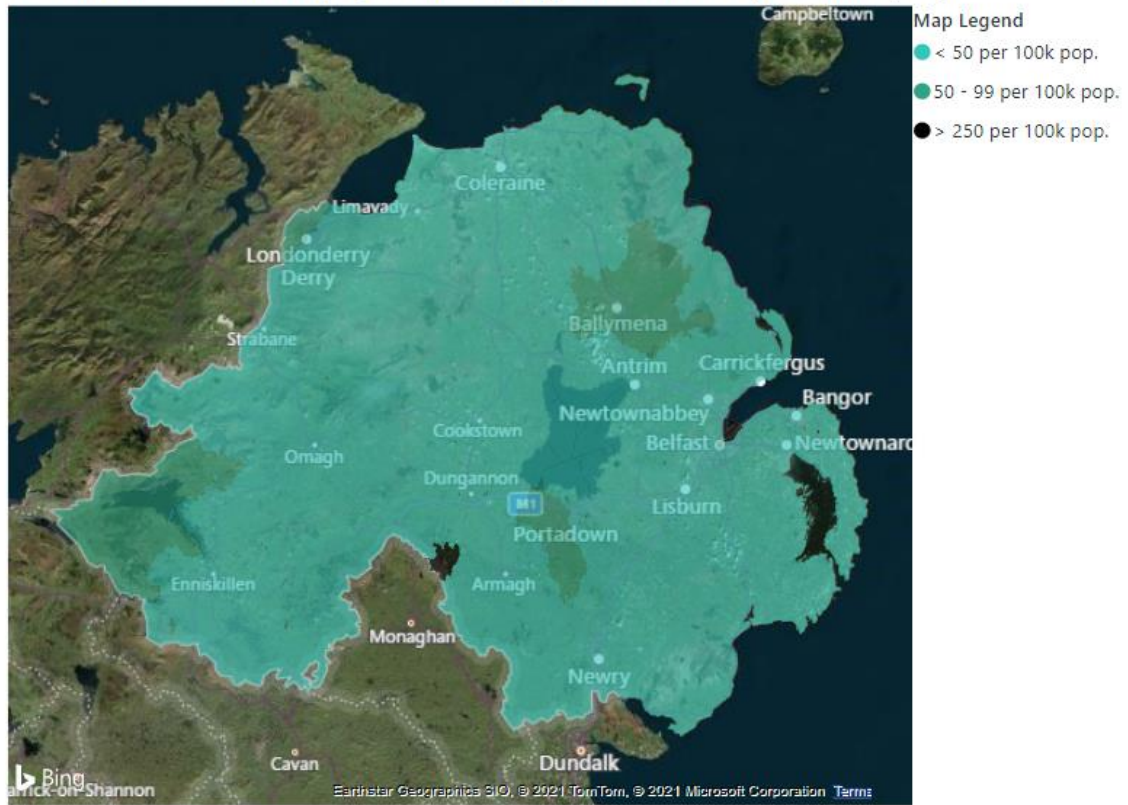 Campbeltown
Map Legend
< 50 per 100k pop.
50 - 99 per 100k pop.
> 250 per 100k pop.
Coleraine
Limavady
Londonderry
Derry
Strabane
Ballymena
Antrim
Carrickfergus
Newtownabbey
Bangor
Cookstown
Belfast
Newtownard
Omagh
Dungannon
Lisburn
M1
Portadown
Enniskillen
Armagh
Monaghan
Newry
Cavan
Dundalk
Bing
arrick-on-Shannon
Earthstar Geographics SIO, © 2021 TomTom, © 2021 Microsoft Corporation Terms